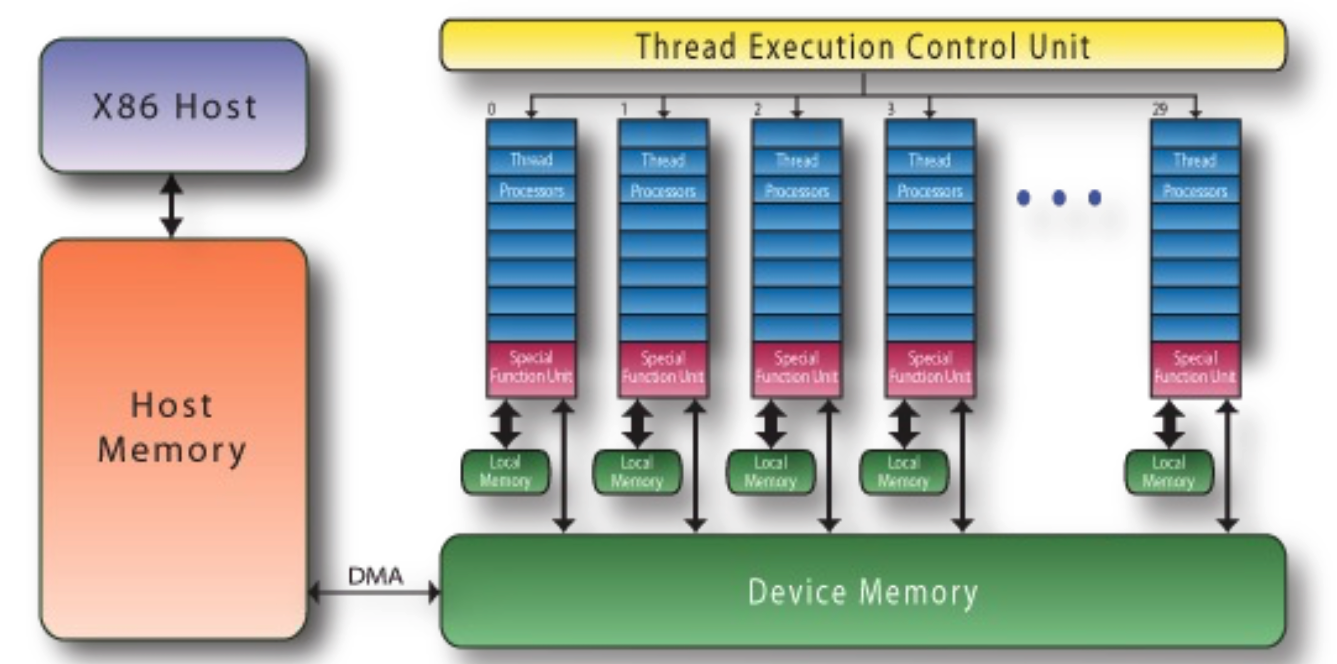 Thread Execution Control Unit
X86 Host
0
1
2
3
29
Thread
Processors
Thread
Processors
Thread
Processors
Thread
Processors
Thread
Processors
Special
Function Unit
Special
Function Unit
Special
Function Unit
Special
Function Unit
Special
Function Unit
Host
Memory
Local
Memory
Local
Memory
Local
Memory
Local
Memory
Local
Memory
DMA
Device Memory